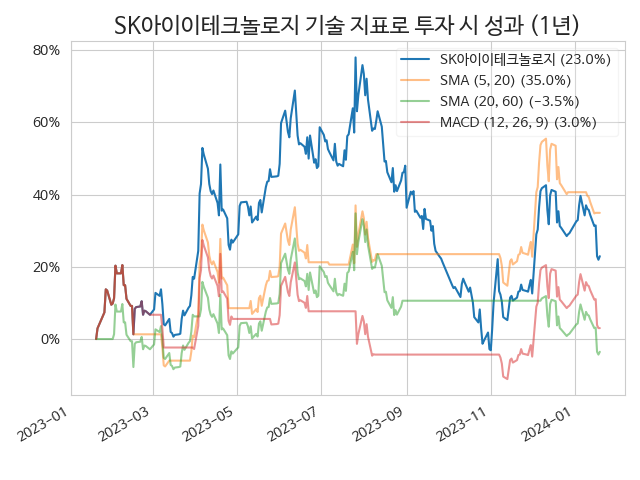 SK아이이테크놀로지 기술 지표로 투자 시 성과 (1년)
80%
60%
40%
20%
0%
SK아이이테크놀로지 (23.0%)
SMA (5, 20) (35.0%)
SMA (20, 60) (−3.5%)
MACD (12, 26, 9) (3.0%)
2023-01
2023-03
2023-05
2023-07
2023-09
2023-11
2024-01